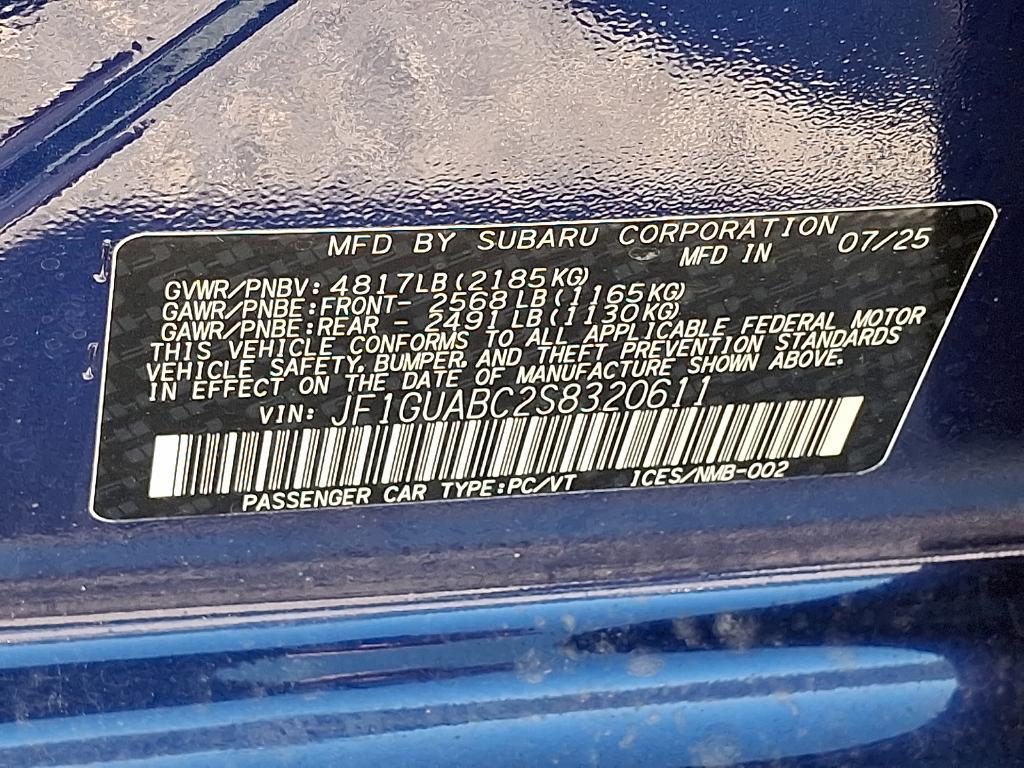 MFD BY SUBARU CORPORATION
MFD IN 07/25
GVWR/PNBV: 4817LB(2185KG)
GAWR/PNBE:FRONT- 2568LB(1165KG)
GAWR/PNBE:REAR - 2491LB(1130KG)
THIS VEHICLE CONFORMS TO ALL APPLICABLE FEDERAL MOTOR
VEHICLE SAFETY, BUMPER, AND THEFT PREVENTION STANDARDS
IN EFFECT ON THE DATE OF MANUFACTURE SHOWN ABOVE.
VIN: JF1GUABC2S8320611
PASSENGER CAR TYPE:PC/VT ICES/NMB-002